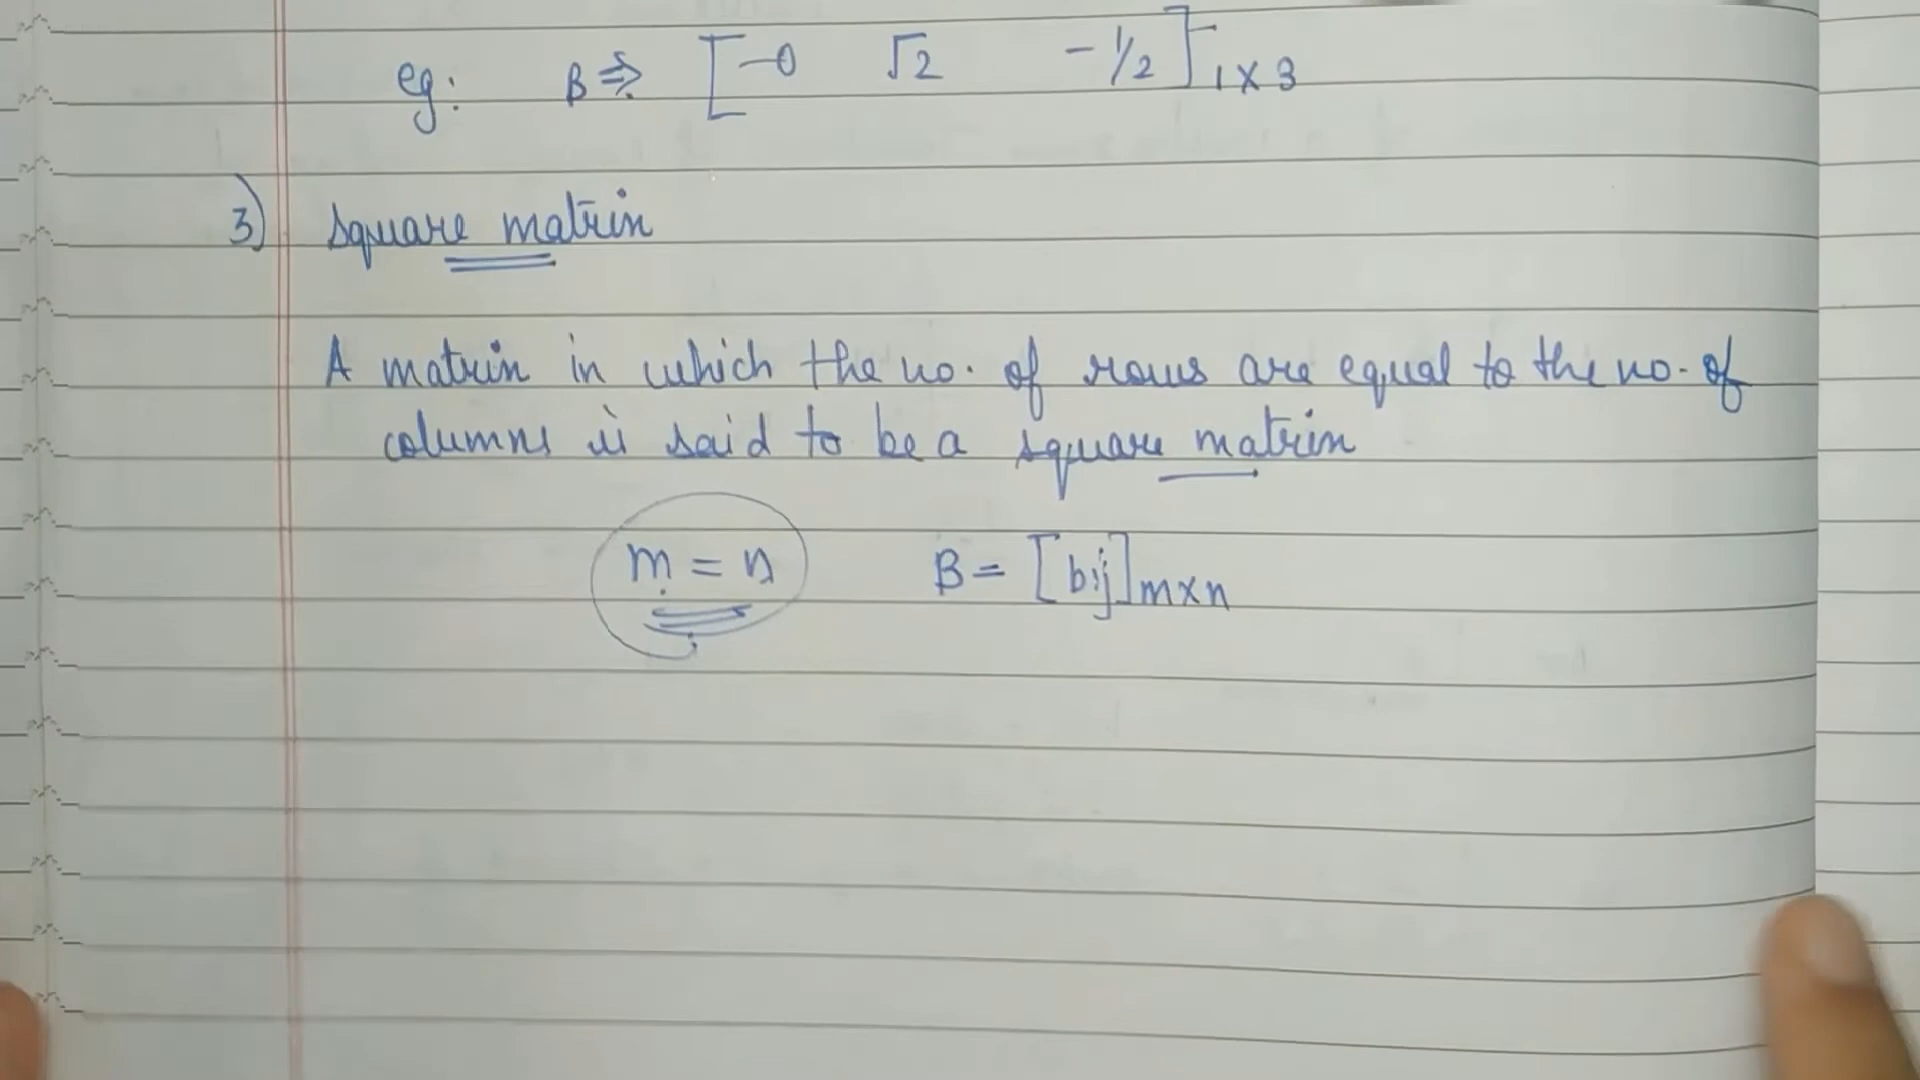 eg: B ⇒ [-0 √2 -1/2] 1×3
3) Square matrix
A matrix in which the no. of rows are equal to the no. of
columns is said to be a square matrix
m = n B = [bij] m×n